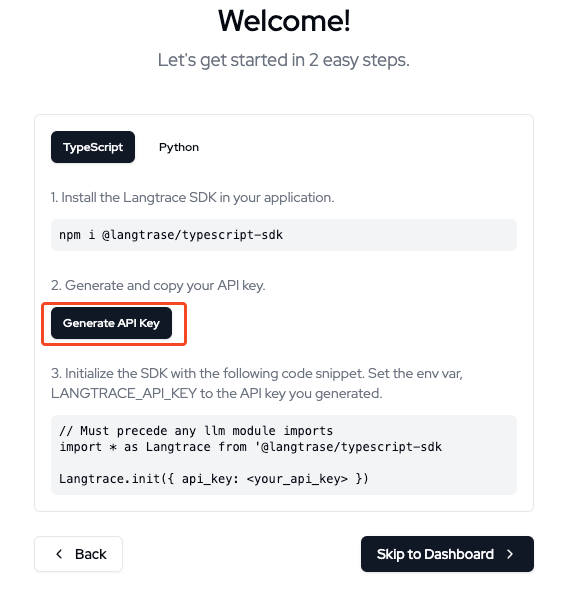 Welcome!
Let's get started in 2 easy steps.
TypeScript
Python
1. Install the Langtrace SDK in your application.
npm i @langtrase/typescript-sdk
2. Generate and copy your API key.
Generate API Key
3. Initialize the SDK with the following code snippet. Set the env var,
LANGTRACE_API_KEY to the API key you generated.
// Must precede any llm module imports
import * as Langtrace from '@langtrase/typescript-sdk
Langtrace.init({ api_key: <your_api_key> })
Back
Skip to Dashboard